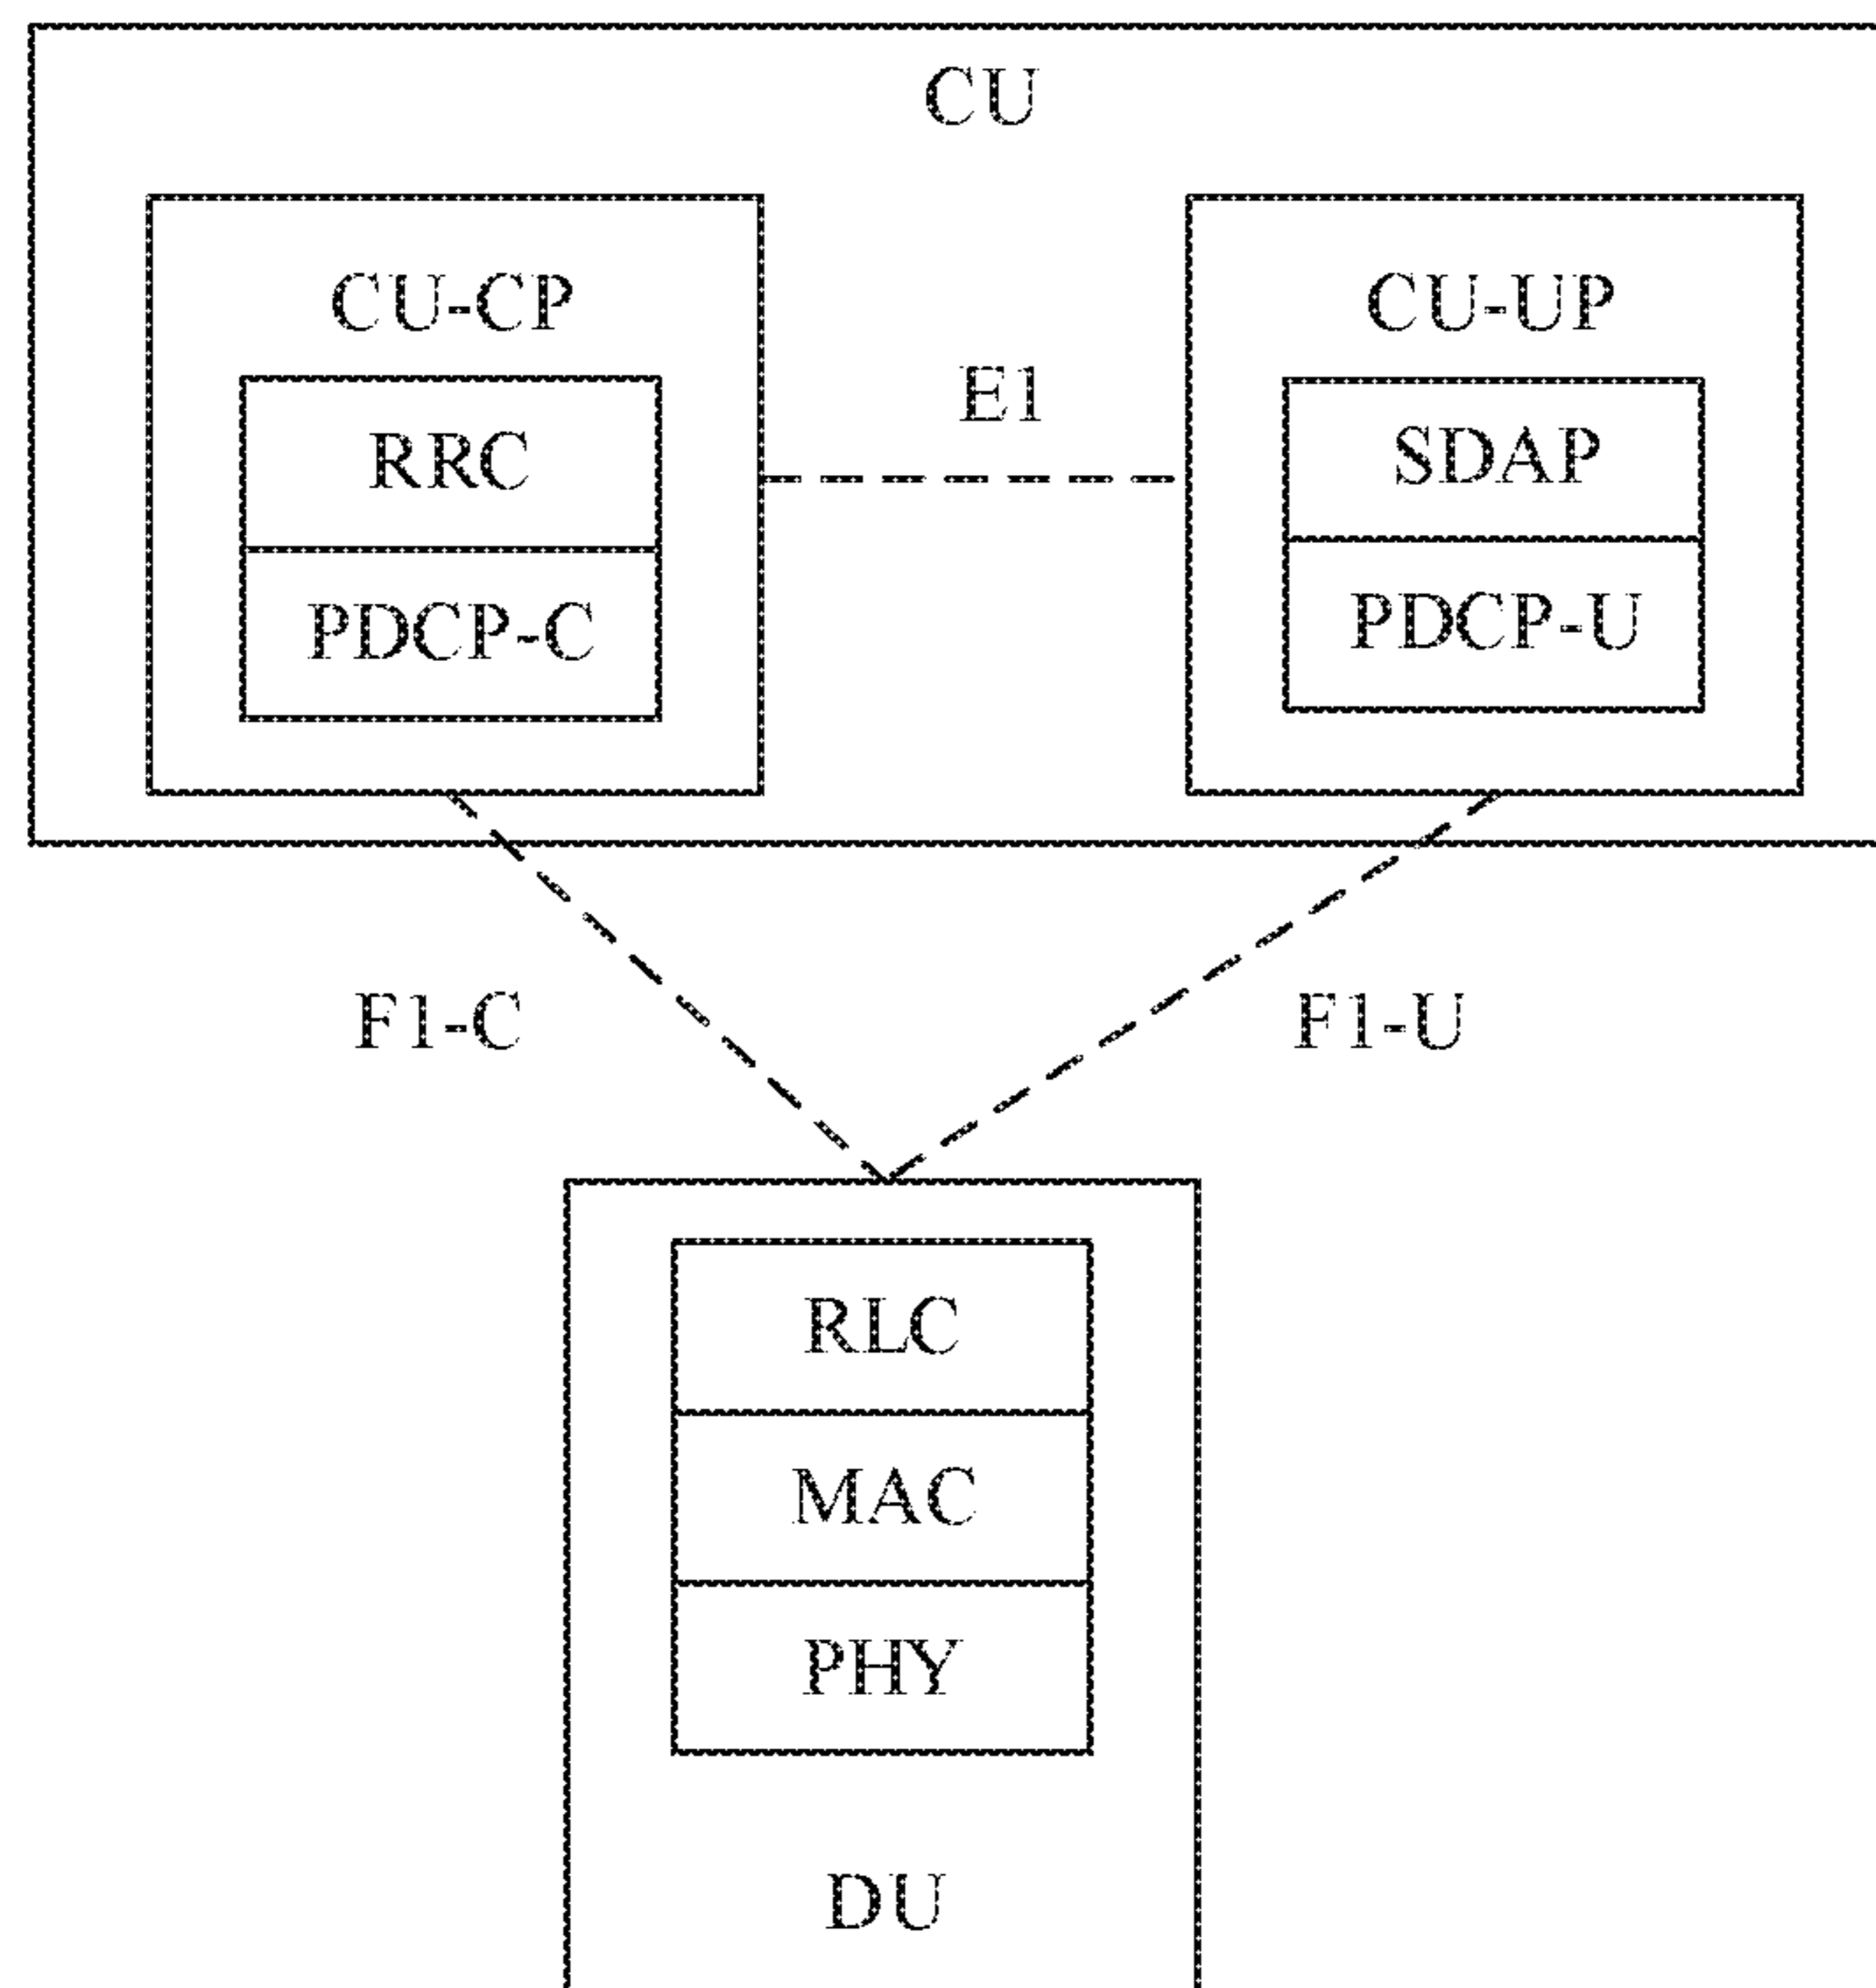 CU
CU-CP
CU-UP
E1
RRC
SDAP
PDCP-C
PDCP-U
F1-C
F1-U
RLC
MAC
PHY
DU